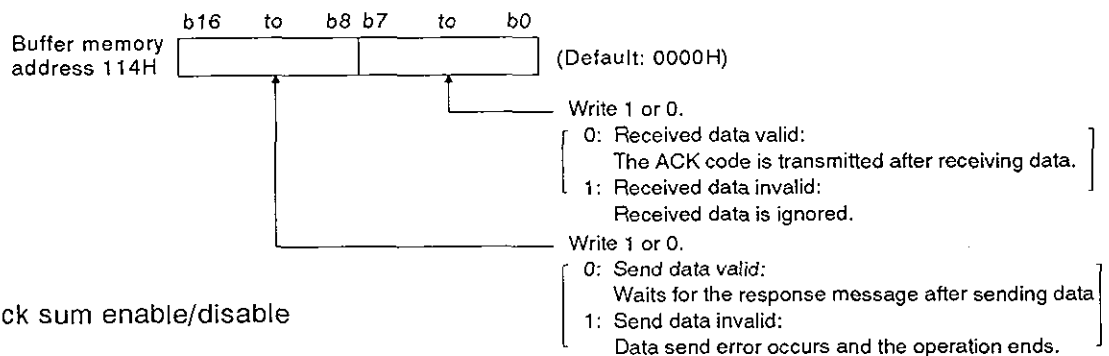 b16 to b8 b7 to b0
Buffer memory
address 114H
(Default: 0000H)
Write 1 or 0.
0: Received data valid:
The ACK code is transmitted after receiving data.
1: Received data invalid:
Received data is ignored.
Write 1 or 0.
0: Send data valid:
Waits for the response message after sending data
1: Send data invalid:
Data send error occurs and the operation ends.
ck sum enable/disable